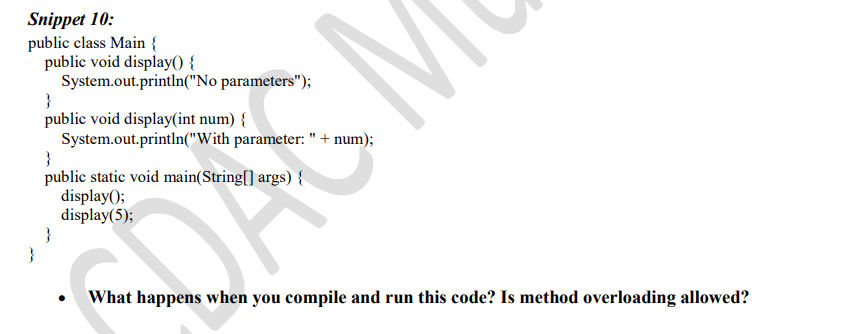 Snippet 10:
public class Main {
public void display() {
System.out.println("No parameters");
}
public void display(int num) {
System.out.println("With parameter: " + num);
}
public static void main(String[] args) {
display();
display(5);
}
}
• What happens when you compile and run this code? Is method overloading allowed?
CDAC Mu